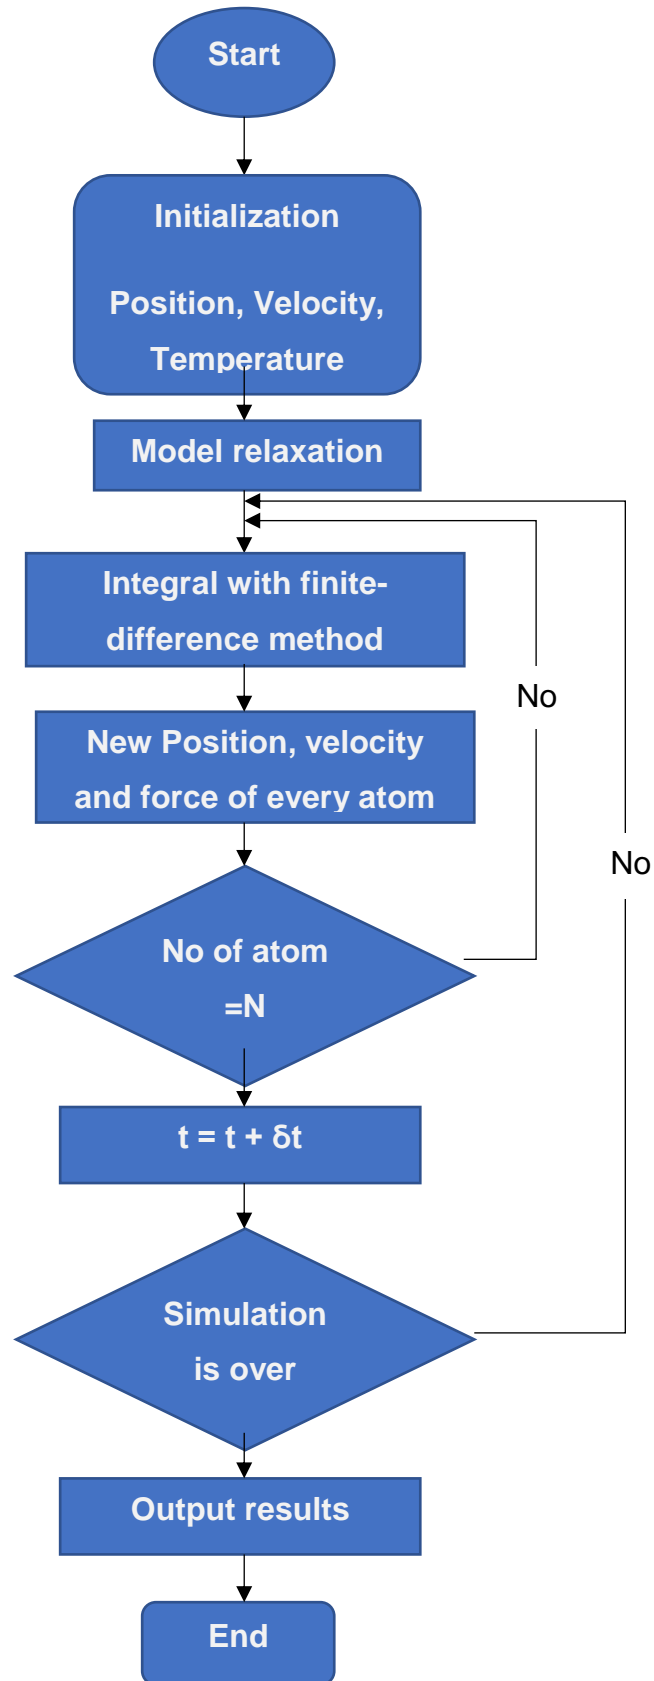 Start
Initialization
Position, Velocity,
Temperature
Model relaxation
Integral with finite-
difference method
No
New Position, velocity
and force of every atom
No
No of atom
=N
t = t + δt
Simulation
is over
Output results
End